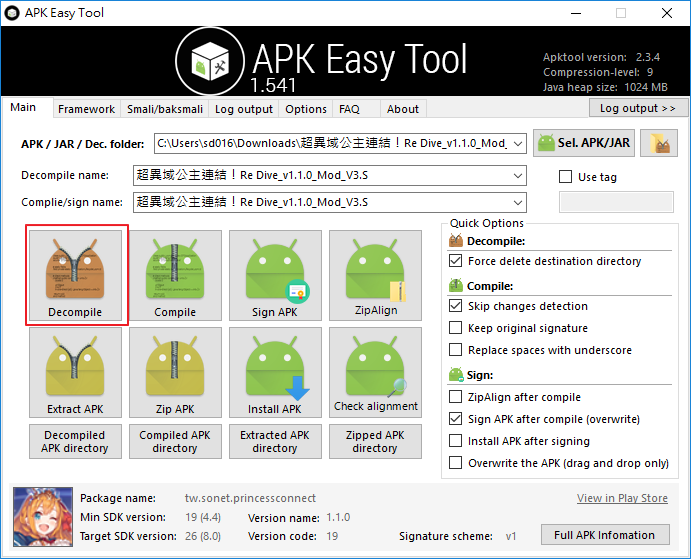 APK Easy Tool
APK Easy Tool
1.541
Apktool version: 2.3.4
Compression-level: 9
Java heap size: 1024 MB
Main Framework Smali/baksmali Log output Options FAQ About
Log output >>
APK / JAR / Dec. folder: C:\Users\sd016\Downloads\超異域公主連結！Re Dive_v1.1.0_Mod_
Sel. APK/JAR
Decompile name: 超異域公主連結！Re Dive_v1.1.0_Mod_V3.S
Use tag
Complie/sign name: 超異域公主連結！Re Dive_v1.1.0_Mod_V3.S
Decompile Compile Sign APK ZipAlign
Extract APK Zip APK Install APK Check alignment
Decompiled APK directory
Compiled APK directory
Extracted APK directory
Zipped APK directory
Quick Options
Decompile:
Force delete destination directory
Compile:
Skip changes detection
Keep original signature
Replace spaces with underscore
Sign:
ZipAlign after compile
Sign APK after compile (overwrite)
Install APK after signing
Overwrite the APK (drag and drop only)
Package name: tw.sonet.princessconnect
View in Play Store
Min SDK version: 19 (4.4) Version name: 1.1.0
Target SDK version: 26 (8.0) Version code: 19 Signature scheme: v1
Full APK Infomation